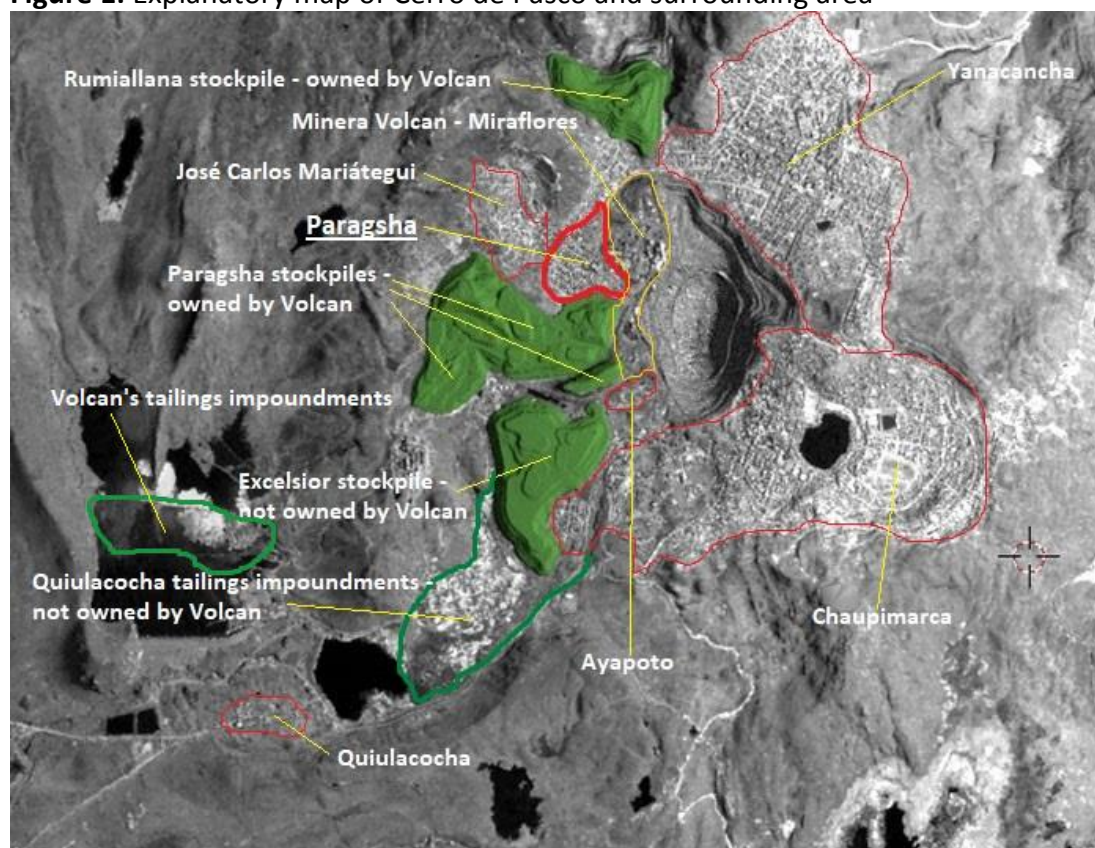 Figure 1. Explanatory map of Cerro de Pasco and surrounding area
Rumiallana stockpile - owned by Volcan
Yanacancha
Minera Volcan - Miraflores
José Carlos Mariátegui
Paragsha
Paragsha stockpiles -
owned by Volcan
Volcan's tailings impoundments
Excelsior stockpile -
not owned by Volcan
Quiulacocha tailings impoundments -
not owned by Volcan
Chaupimarca
Ayapoto
Quiulacocha